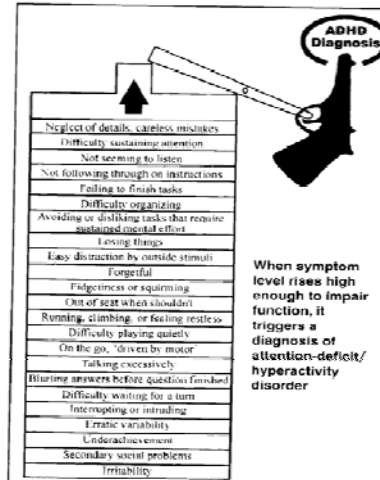 ADHD
Diagnosis
Neglect of details, careless mistakes
Difficulty sustaining attention
Not seeming to listen
Not following through on instructions
Failing to finish tasks
Difficulty organizing
Avoiding or disliking tasks that require
sustained mental effort
Losing things
Easy distraction by outside stimuli
Forgetful
Fidgetiness or squirming
Out of seat when shouldn't
Running, climbing, or feeling restless
Difficulty playing quietly
On the go, "driven by motor"
Talking excessively
Blurting answers before question finished
Difficulty waiting for a turn
Interrupting or intruding
Erratic variability
Underachievement
Secondary social problems
Irritability
When symptom
level rises high
enough to impair
function, it
triggers a
diagnosis of
attention-deficit/
hyperactivity
disorder